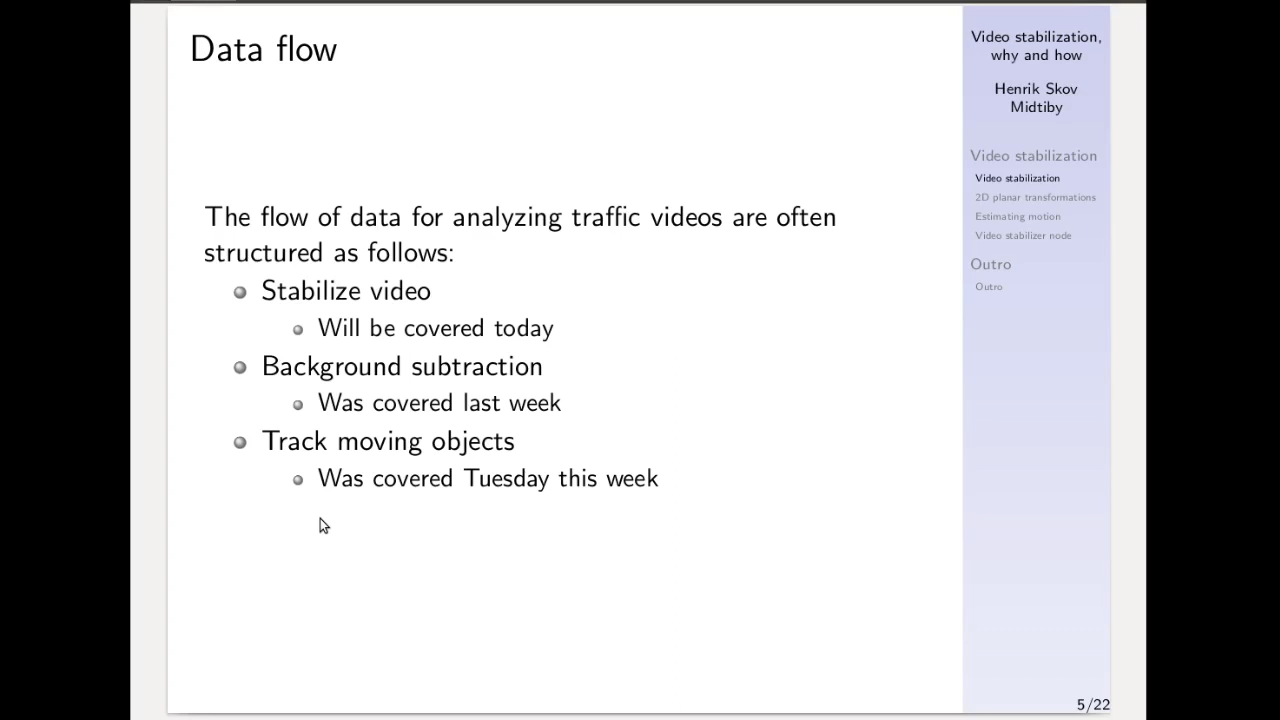 Data flow
The flow of data for analyzing traffic videos are often
structured as follows:
Stabilize video
Will be covered today
Background subtraction
Was covered last week
Track moving objects
Was covered Tuesday this week
Video stabilization,
why and how
Henrik Skov
Midtiby
Video stabilization
Video stabilization
2D planar transformations
Estimating motion
Video stabilizer node
Outro
Outro
5/22